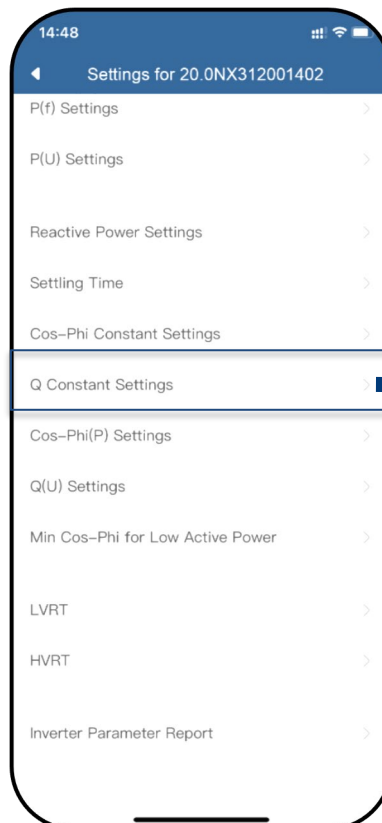 14:48
Settings for 20.0NX312001402
P(f) Settings
P(U) Settings
Reactive Power Settings
Settling Time
Cos-Phi Constant Settings
Q Constant Settings
Cos-Phi(P) Settings
Q(U) Settings
Min Cos-Phi for Low Active Power
LVRT
HVRT
Inverter Parameter Report